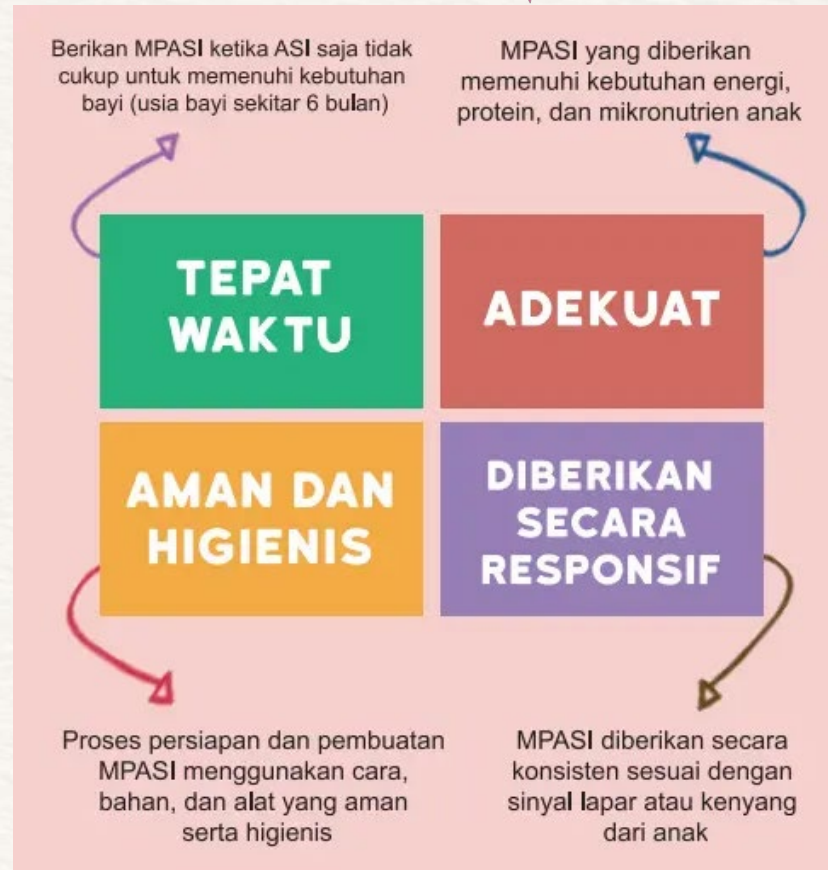 Berikan MPASI ketika ASI saja tidak
cukup untuk memenuhi kebutuhan
bayi (usia bayi sekitar 6 bulan)
MPASI yang diberikan
memenuhi kebutuhan energi,
protein, dan mikronutrien anak
TEPAT
WAKTU
ADEKUAT
AMAN DAN
HIGIENIS
DIBERIKAN
SECARA
RESPONSIF
Proses persiapan dan pembuatan
MPASI menggunakan cara,
bahan, dan alat yang aman
serta higienis
MPASI diberikan secara
konsisten sesuai dengan
sinyal lapar atau kenyang
dari anak